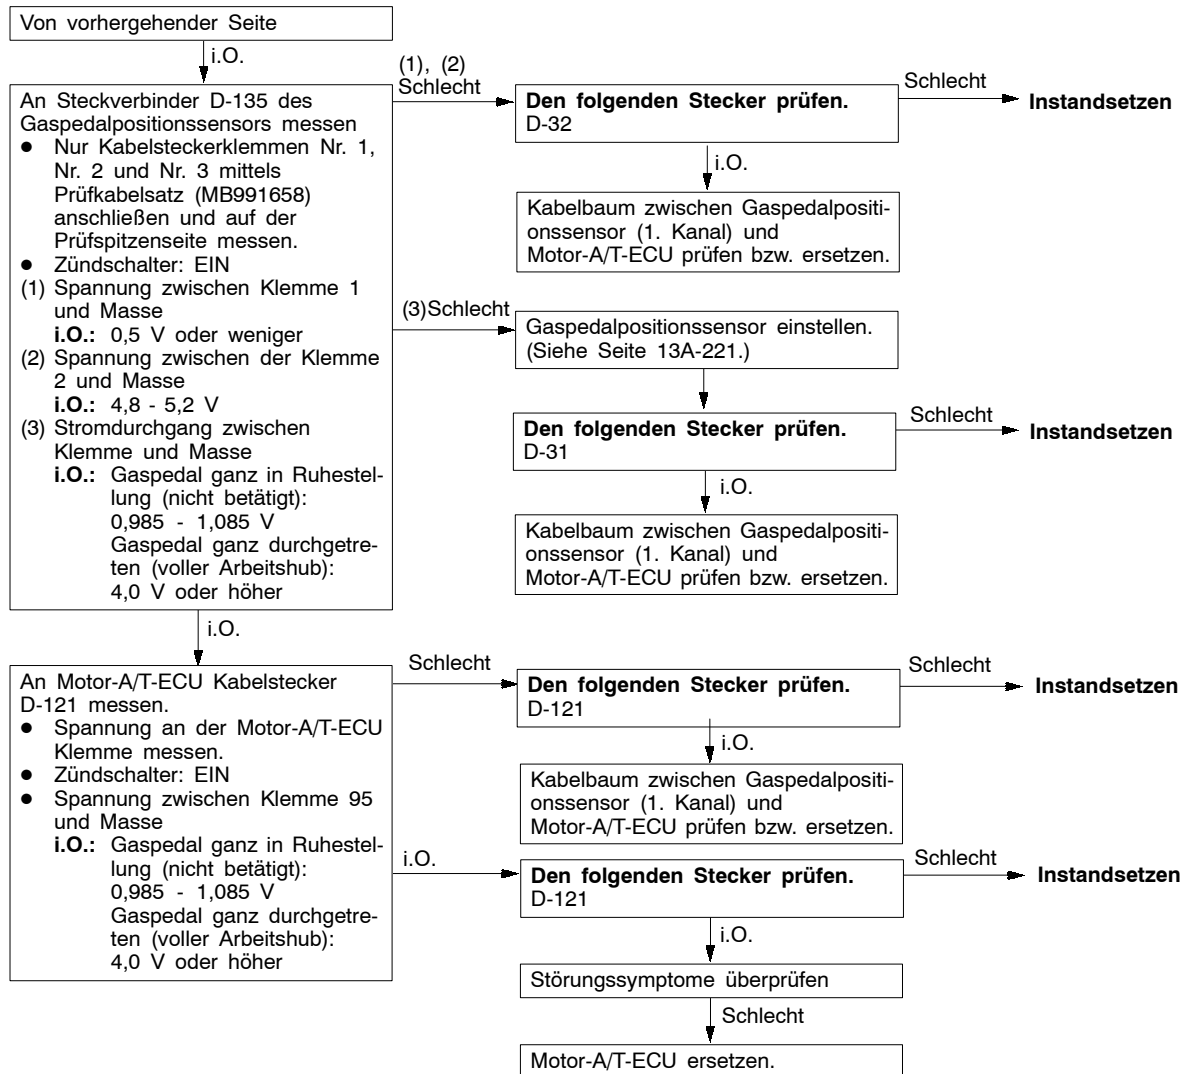 Von vorhergehender Seite
i.O.
An Steckverbinder D-135 des
Gaspedalpositionssensors messen
● Nur Kabelsteckerklemmen Nr. 1,
Nr. 2 und Nr. 3 mittels
Prüfkabelsatz (MB991658)
anschließen und auf der
Prüfspitzenseite messen.
● Zündschalter: EIN
(1) Spannung zwischen Klemme 1
und Masse
i.O.: 0,5 V oder weniger
(2) Spannung zwischen der Klemme
2 und Masse
i.O.: 4,8 - 5,2 V
(3) Stromdurchgang zwischen
Klemme und Masse
i.O.: Gaspedal ganz in Ruhestel-
lung (nicht betätigt):
0,985 - 1,085 V
Gaspedal ganz durchgetre-
ten (voller Arbeitshub):
4,0 V oder höher
(1), (2)
Schlecht
Den folgenden Stecker prüfen.
D-32
Schlecht
Instandsetzen
i.O.
Kabelbaum zwischen Gaspedalpositi-
onssensor (1. Kanal) und
Motor-A/T-ECU prüfen bzw. ersetzen.
(3)Schlecht
Gaspedalpositionssensor einstellen.
(Siehe Seite 13A-221.)
Den folgenden Stecker prüfen.
D-31
Schlecht
Instandsetzen
i.O.
Kabelbaum zwischen Gaspedalpositi-
onssensor (1. Kanal) und
Motor-A/T-ECU prüfen bzw. ersetzen.
i.O.
An Motor-A/T-ECU Kabelstecker
D-121 messen.
● Spannung an der Motor-A/T-ECU
Klemme messen.
● Zündschalter: EIN
● Spannung zwischen Klemme 95
und Masse
i.O.: Gaspedal ganz in Ruhestel-
lung (nicht betätigt):
0,985 - 1,085 V
Gaspedal ganz durchgetre-
ten (voller Arbeitshub):
4,0 V oder höher
Schlecht
Den folgenden Stecker prüfen.
D-121
Schlecht
Instandsetzen
i.O.
Kabelbaum zwischen Gaspedalpositi-
onssensor (1. Kanal) und
Motor-A/T-ECU prüfen bzw. ersetzen.
i.O.
Den folgenden Stecker prüfen.
D-121
Schlecht
Instandsetzen
i.O.
Störungssymptome überprüfen
Schlecht
Motor-A/T-ECU ersetzen.